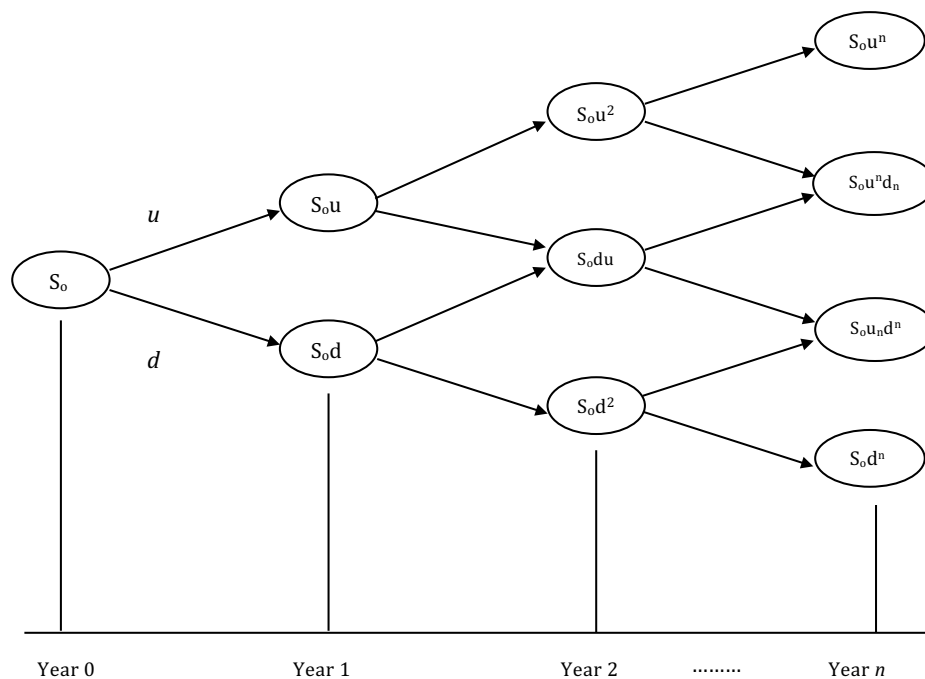 Sₒuⁿ
Sₒu²
Sₒuⁿdₙ
u
Sₒu
Sₒdu
Sₒ
Sₒuₙdⁿ
d
Sₒd
Sₒd²
Sₒdⁿ
Year 0 Year 1 Year 2 ……… Year n